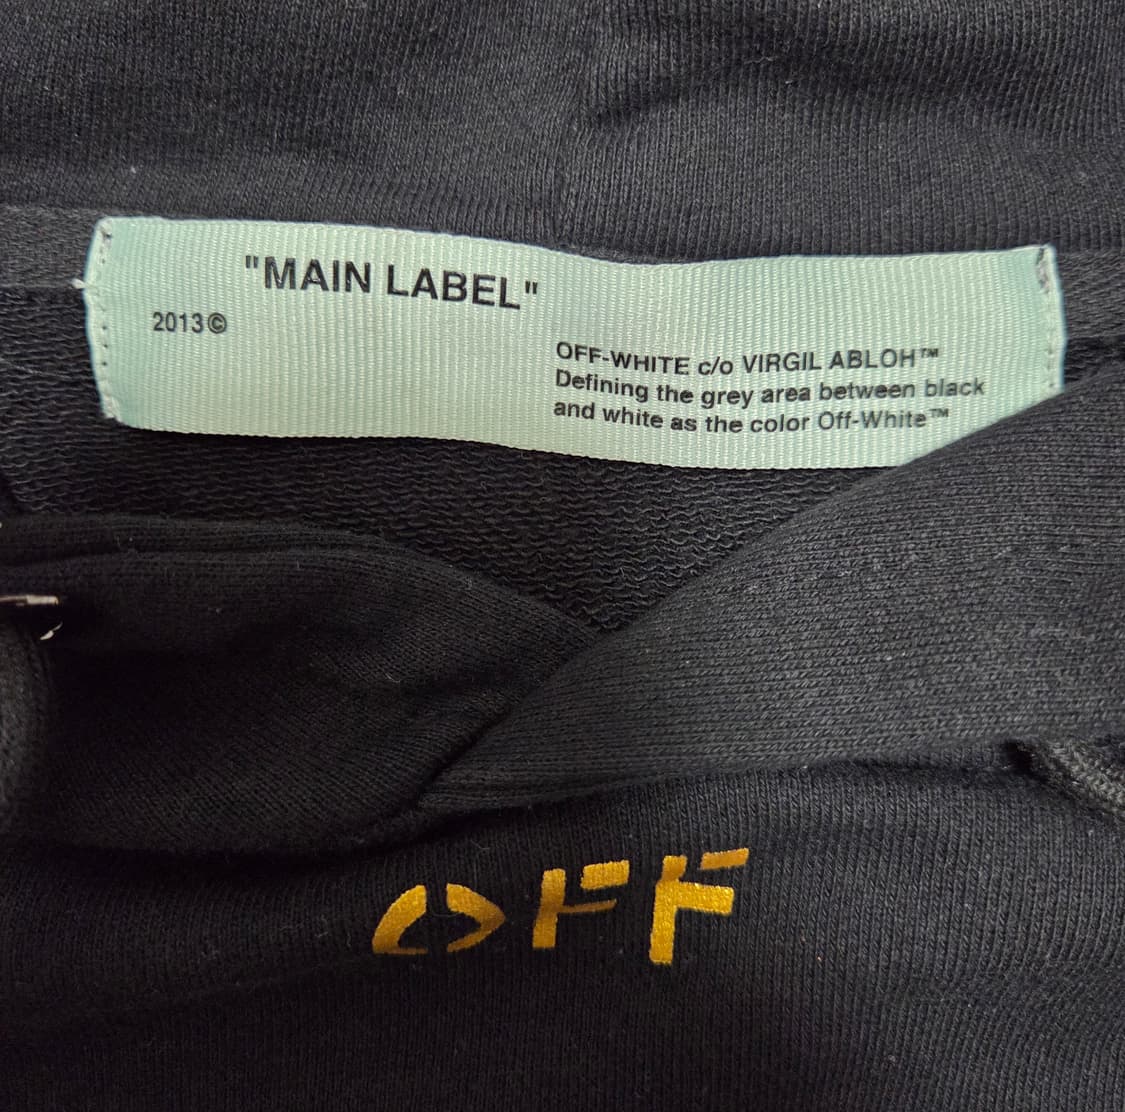 "MAIN LABEL"
2013©
OFF-WHITE c/o VIRGIL ABLOH™
Defining the grey area between black
and white as the color Off-White™
OFF